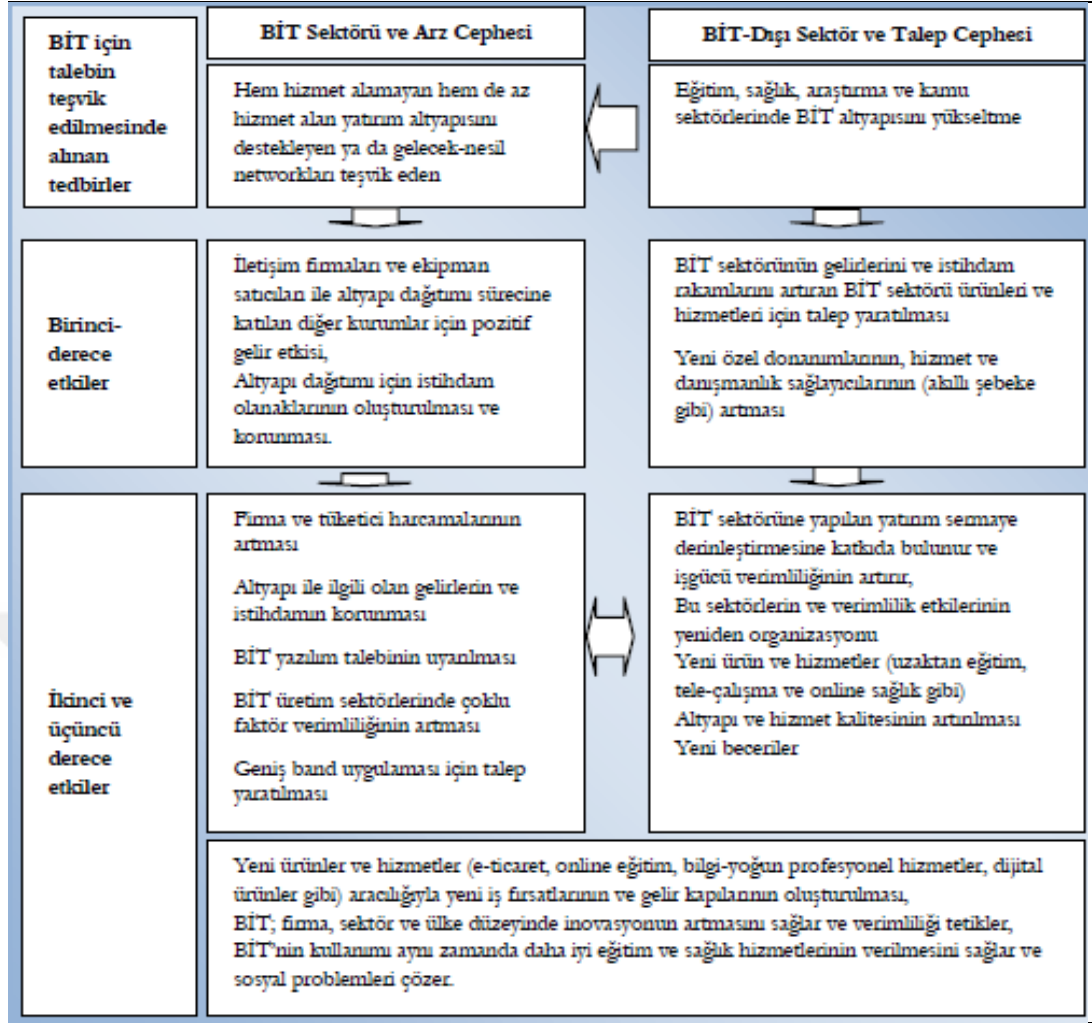 BİT için
talebin
teşvik
edilmesinde
alınan
tedbirler
BİT Sektörü ve Arz Cephesi
BİT-Dışı Sektör ve Talep Cephesi
Hem hizmet alamayan hem de az
hizmet alan yatırım altyapısını
destekleyen ya da gelecek-nesil
networkları teşvik eden
Eğitim, sağlık, araştırma ve kamu
sektörlerinde BİT altyapısını yükseltme
Birinci-
derece
etkiler
İletişim firmaları ve ekipman
satıcıları ile altyapı dağıtımı sürecine
katılan diğer kurumlar için pozitif
gelir etkisi,
Altyapı dağıtımı için istihdam
olanaklarının oluşturulması ve
korunması.
BİT sektörünün gelirlerini ve istihdam
rakamlarını artıran BİT sektörü ürünleri ve
hizmetleri için talep yaratılması
Yeni özel donanımlarının, hizmet ve
danışmanlık sağlayıcılarının (akıllı şebeke
gibi) artması
İkinci ve
üçüncü
derece
etkiler
Firma ve tüketici harcamalarının
artması
Altyapı ile ilgili olan gelirlerin ve
istihdamın korunması
BİT yazılım talebinin uyarılması
BİT üretim sektörlerinde çoklu
faktör verimliliğinin artması
Geniş band uygulaması için talep
yaratılması
BİT sektörüne yapılan yatırım sermaye
derinleştirmesine katkıda bulunur ve
işgücü verimliliğinin artırır,
Bu sektörlerin ve verimlilik etkilerinin
yeniden organizasyonu
Yeni ürün ve hizmetler (uzaktan eğitim,
tele-çalışma ve online sağlık gibi)
Altyapı ve hizmet kalitesinin artırılması
Yeni beceriler
Yeni ürünler ve hizmetler (e-ticaret, online eğitim, bilgi-yoğun profesyonel hizmetler, dijital
ürünler gibi) aracılığıyla yeni iş fırsatlarının ve gelir kapılarının oluşturulması,
BİT; firma, sektör ve ülke düzeyinde inovasyonun artmasını sağlar ve verimliliği tetikler,
BİT'nin kullanımı aynı zamanda daha iyi eğitim ve sağlık hizmetlerinin verilmesini sağlar ve
sosyal problemleri çözer.